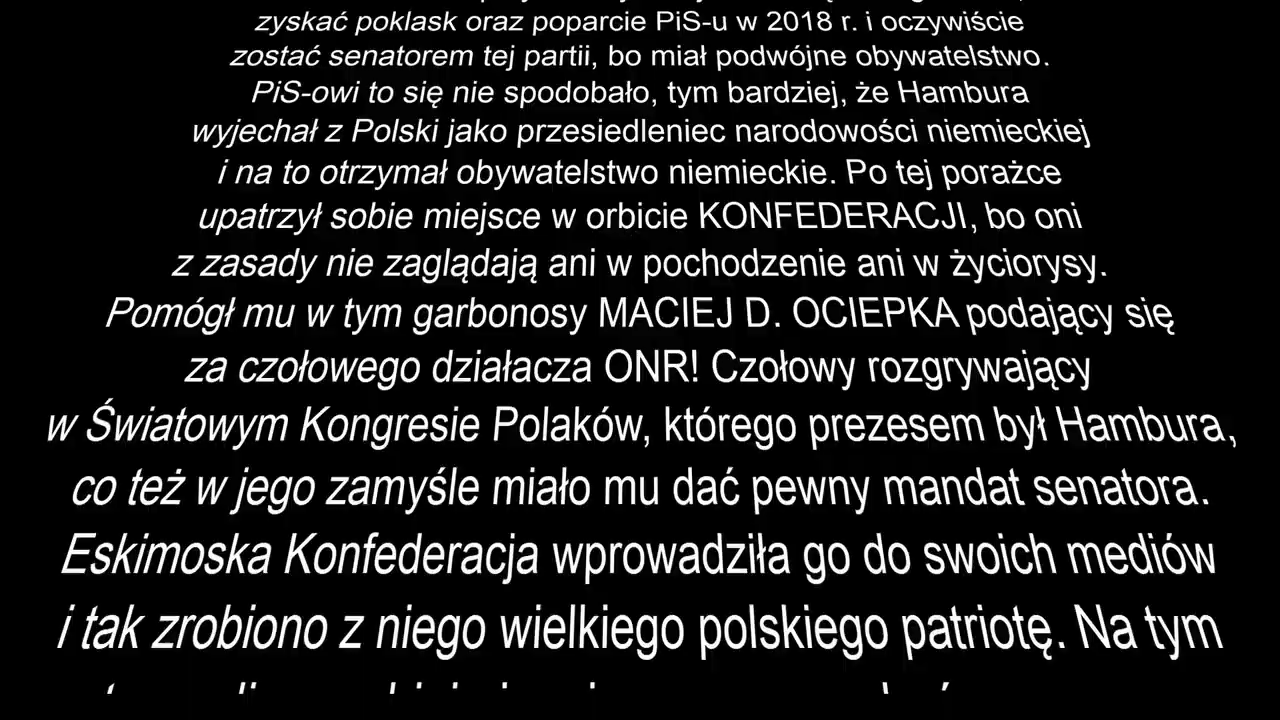 zyskać poklask oraz poparcie PiS-u w 2018 r. i oczywiście
zostać senatorem tej partii, bo miał podwójne obywatelstwo.
PiS-owi to się nie spodobało, tym bardziej, że Hambura
wyjechał z Polski jako przesiedleniec narodowości niemieckiej
i na to otrzymał obywatelstwo niemieckie. Po tej porażce
upatrzył sobie miejsce w orbicie KONFEDERACJI, bo oni
z zasady nie zaglądają ani w pochodzenie ani w życiorysy.
Pomógł mu w tym garbonosy MACIEJ D. OCIEPKA podający się
za czołowego działacza ONR! Czołowy rozgrywający
w Światowym Kongresie Polaków, którego prezesem był Hambura,
co też w jego zamyśle miało mu dać pewny mandat senatora.
Eskimoska Konfederacja wprowadziła go do swoich mediów
i tak zrobiono z niego wielkiego polskiego patriotę. Na tym